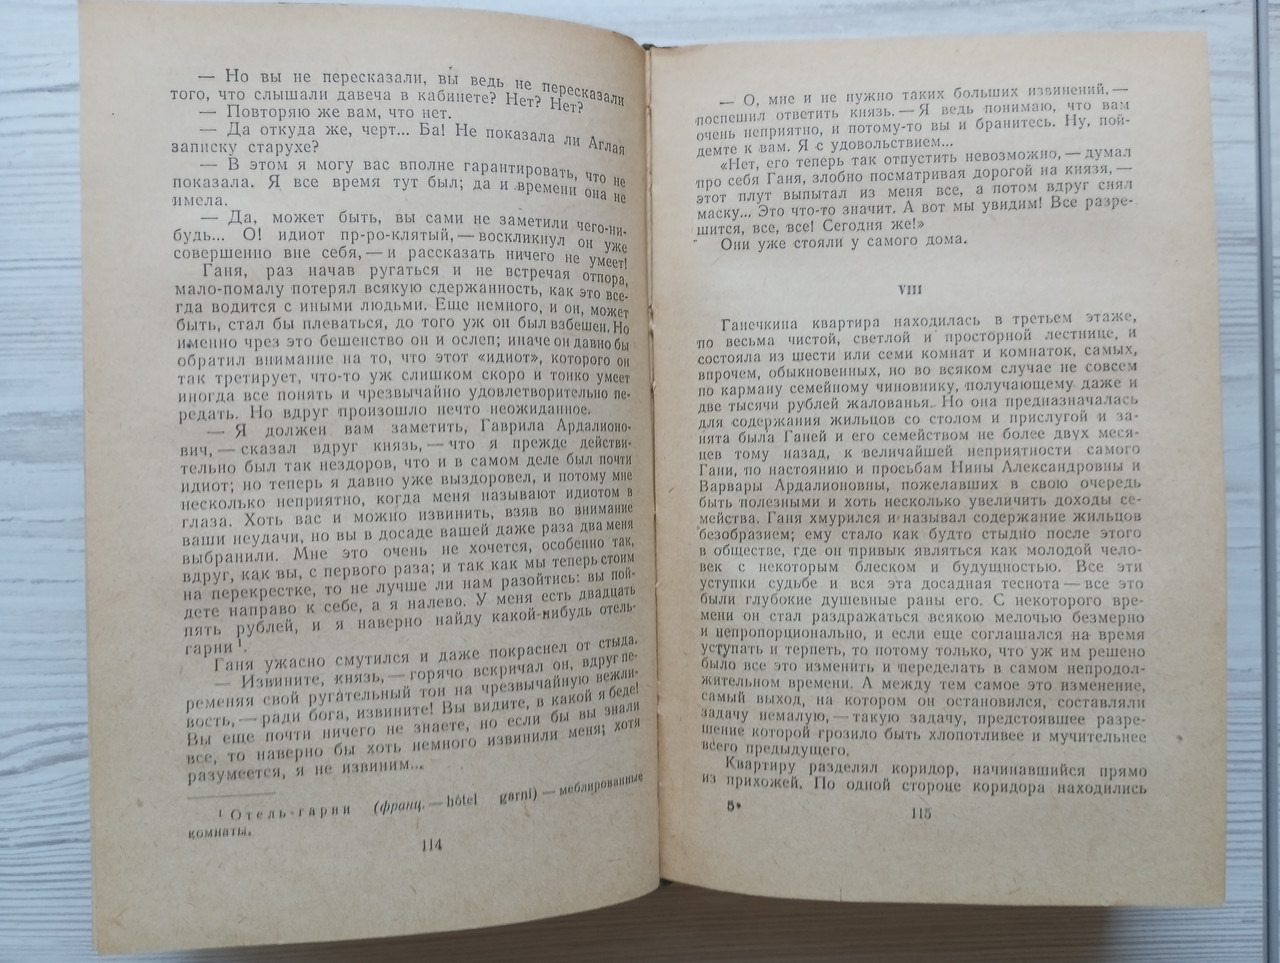 — Но вы не пересказали, вы ведь не пересказали
того, что слышали давеча в кабинете? Нет? Нет?
— Повторяю же вам, что нет.
— Да откуда же, черт... Ба! Не показала ли Аглая
записку старухе?
— В этом я могу вас вполне гарантировать, что не
показала. Я все время тут был; да и времени она не
имела.
— Да, может быть, вы сами не заметили чего-ни-
будь... О! идиот пр-ро-клятый, — воскликнул он уже
совершенно вне себя, — и рассказать ничего не умеет!
Ганя, раз начав ругаться и не встречая отпора,
мало-помалу потерял всякую сдержанность, как это все-
гда водится с иными людьми. Еще немного, и он, может
быть, стал бы плеваться, до того уж он был взбешен. Но
именно чрез это бешенство он и ослеп; иначе он давно бы
обратил внимание на то, что этот «идиот», которого он
так третирует, что-то уж слишком скоро и тонко умеет
иногда все понять и чрезвычайно удовлетворительно пе-
редать. Но вдруг произошло нечто неожиданное.
— Я должен вам заметить, Гаврила Ардалионо-
вич, — сказал вдруг князь, — что я прежде действи-
тельно был так нездоров, что и в самом деле был почти
идиот; но теперь я давно уже выздоровел, и потому мне
несколько неприятно, когда меня называют идиотом в
глаза. Хоть вас и можно извинить, взяв во внимание
ваши неудачи, но вы в досаде вашей даже раза два меня
выбранили. Мне это очень не хочется, особенно так,
вдруг, как вы, с первого раза; и так как мы теперь стоим
на перекрестке, то не лучше ли нам разойтись: вы пой-
дете направо к себе, а я налево. У меня есть двадцать
пять рублей, и я наверно найду какой-нибудь отель-
гарни ¹.
Ганя ужасно смутился и даже покраснел от стыда.
— Извините, князь, — горячо вскричал он, вдруг пе-
ременяя свой ругательный тон на чрезвычайную вежли-
вость, — ради бога, извините! Вы видите, в какой я беде!
Вы еще почти ничего не знаете, но если бы вы знали
все, то наверно бы хоть немного извинили меня; хотя
разумеется, я не извиним...
¹ Отель-гарни (франц. — hôtel garni) — меблированные
комнаты.
114
— О, мне и не нужно таких больших извинений, —
поспешил ответить князь. — Я ведь понимаю, что вам
очень неприятно, и потому-то вы и бранитесь. Ну, пой-
демте к вам. Я с удовольствием...
«Нет, его теперь так отпустить невозможно, — думал
про себя Ганя, злобно посматривая дорогой на князя, —
этот плут выпытал из меня все, а потом вдруг снял
маску... Это что-то значит. А вот мы увидим! Все разре-
шится, все, все! Сегодня же!»
Они уже стояли у самого дома.
VIII
Ганечкина квартира находилась в третьем этаже,
по весьма чистой, светлой и просторной лестнице, и
состояла из шести или семи комнат и комнаток, самых,
впрочем, обыкновенных, но во всяком случае не совсем
по карману семейному чиновнику, получающему даже и
две тысячи рублей жалованья. Но она предназначалась
для содержания жильцов со столом и прислугой и за-
нята была Ганей и его семейством не более двух меся-
цев тому назад, к величайшей неприятности самого
Гани, по настоянию и просьбам Нины Александровны и
Варвары Ардалионовны, пожелавших в свою очередь
быть полезными и хоть несколько увеличить доходы се-
мейства. Ганя хмурился и называл содержание жильцов
безобразием; ему стало как будто стыдно после этого
в обществе, где он привык являться как молодой чело-
век с некоторым блеском и будущностью. Все эти
уступки судьбе и вся эта досадная теснота — все это
были глубокие душевные раны его. С некоторого вре-
мени он стал раздражаться всякою мелочью безмерно
и непропорционально, и если еще соглашался на время
уступать и терпеть, то потому только, что уж им решено
было все это изменить и переделать в самом непродол-
жительном времени. А между тем самое это изменение,
самый выход, на котором он остановился, составляли
задачу немалую, — такую задачу, предстоявшее разре-
шение которой грозило быть хлопотливее и мучительнее
всего предыдущего.
Квартиру разделял коридор, начинавшийся прямо
из прихожей. По одной стороне коридора находились
5*
115